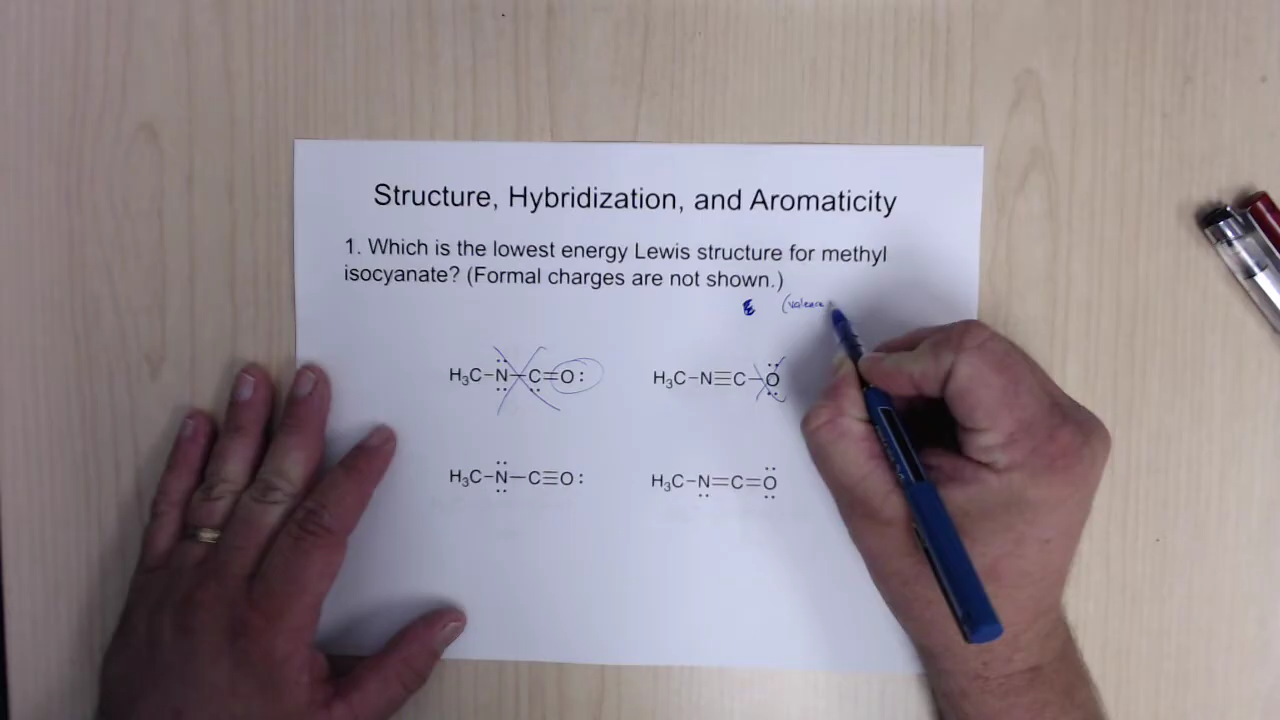 Structure, Hybridization, and Aromaticity
1. Which is the lowest energy Lewis structure for methyl
isocyanate? (Formal charges are not shown.)
(valence
H₃C–N̈–C̈=O:
H₃C–N≡C–Ö
H₃C–N̈–C≡O:
H₃C–N̤=C=Ö